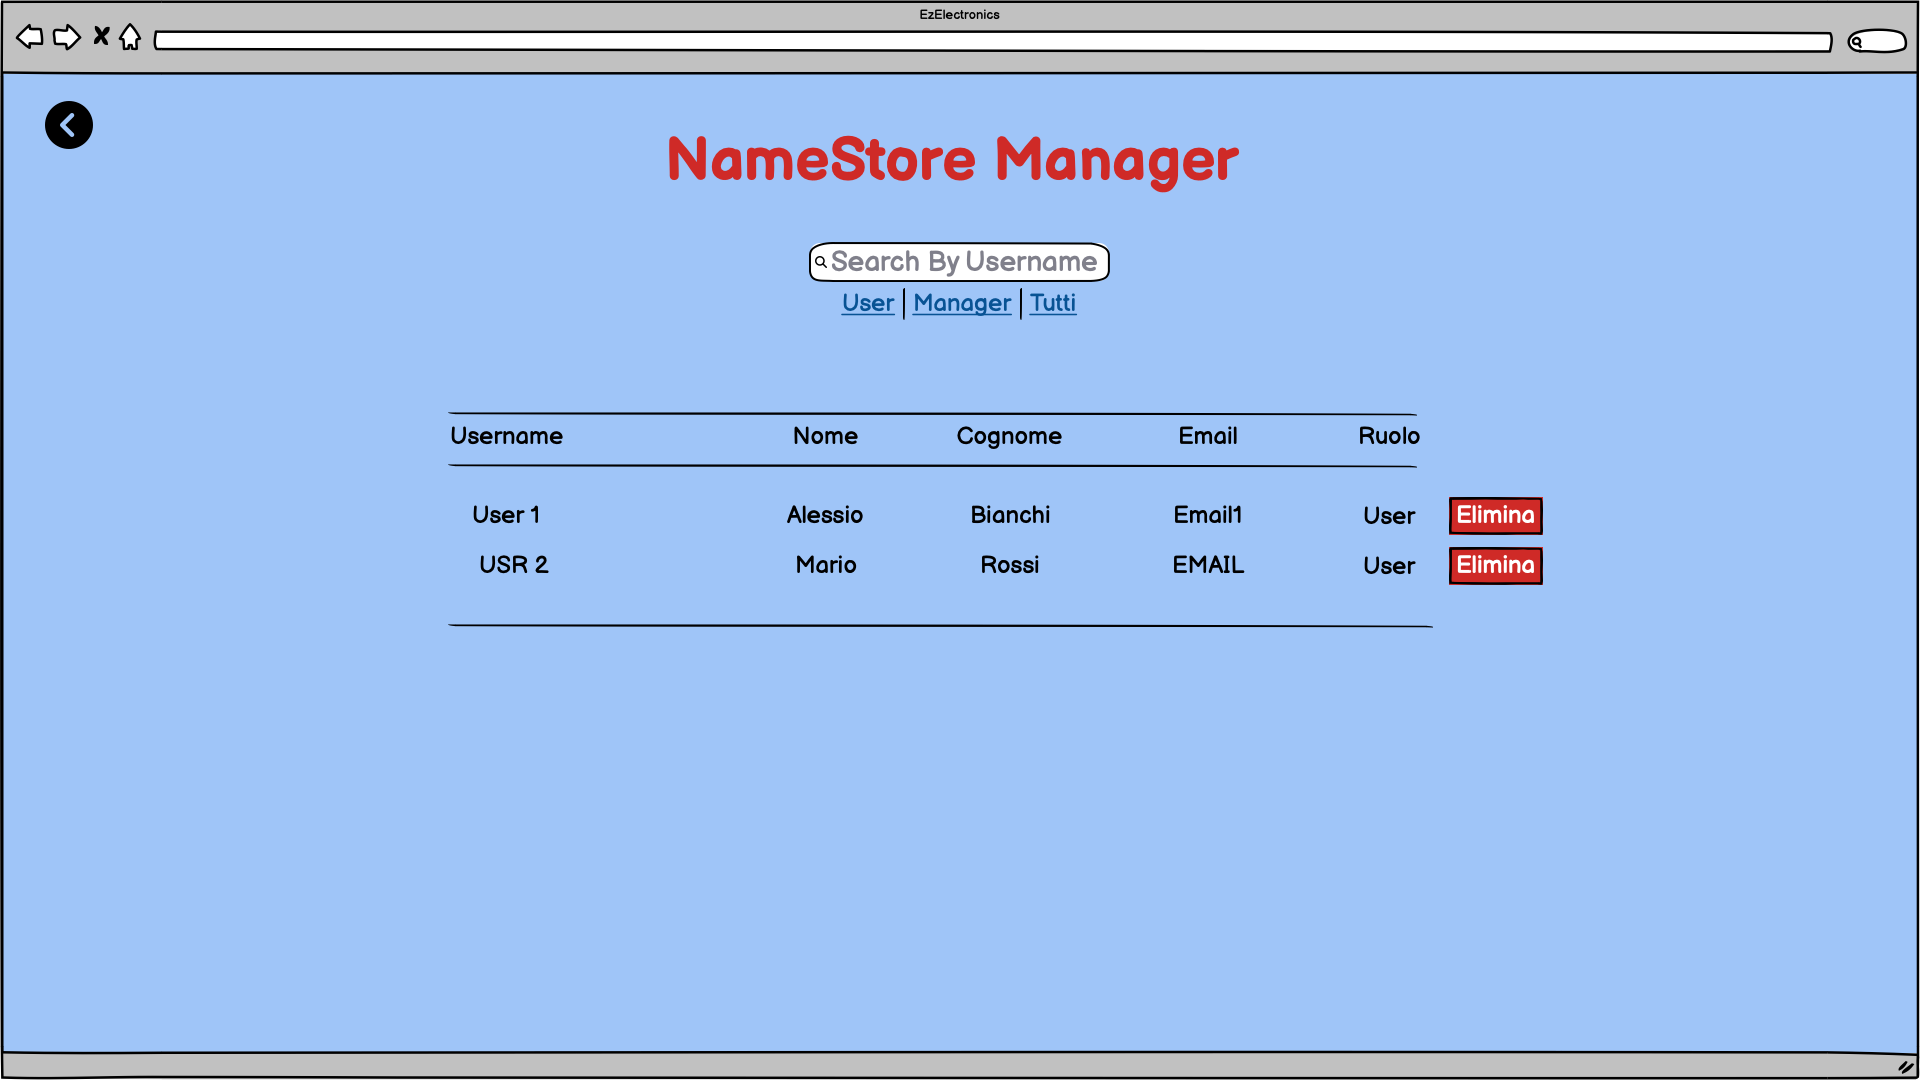 EzElectronics
NameStore Manager
Search By Username
User | Manager | Tutti
Username Nome Cognome Email Ruolo
User 1 Alessio Bianchi Email1 User Elimina
USR 2 Mario Rossi EMAIL User Elimina